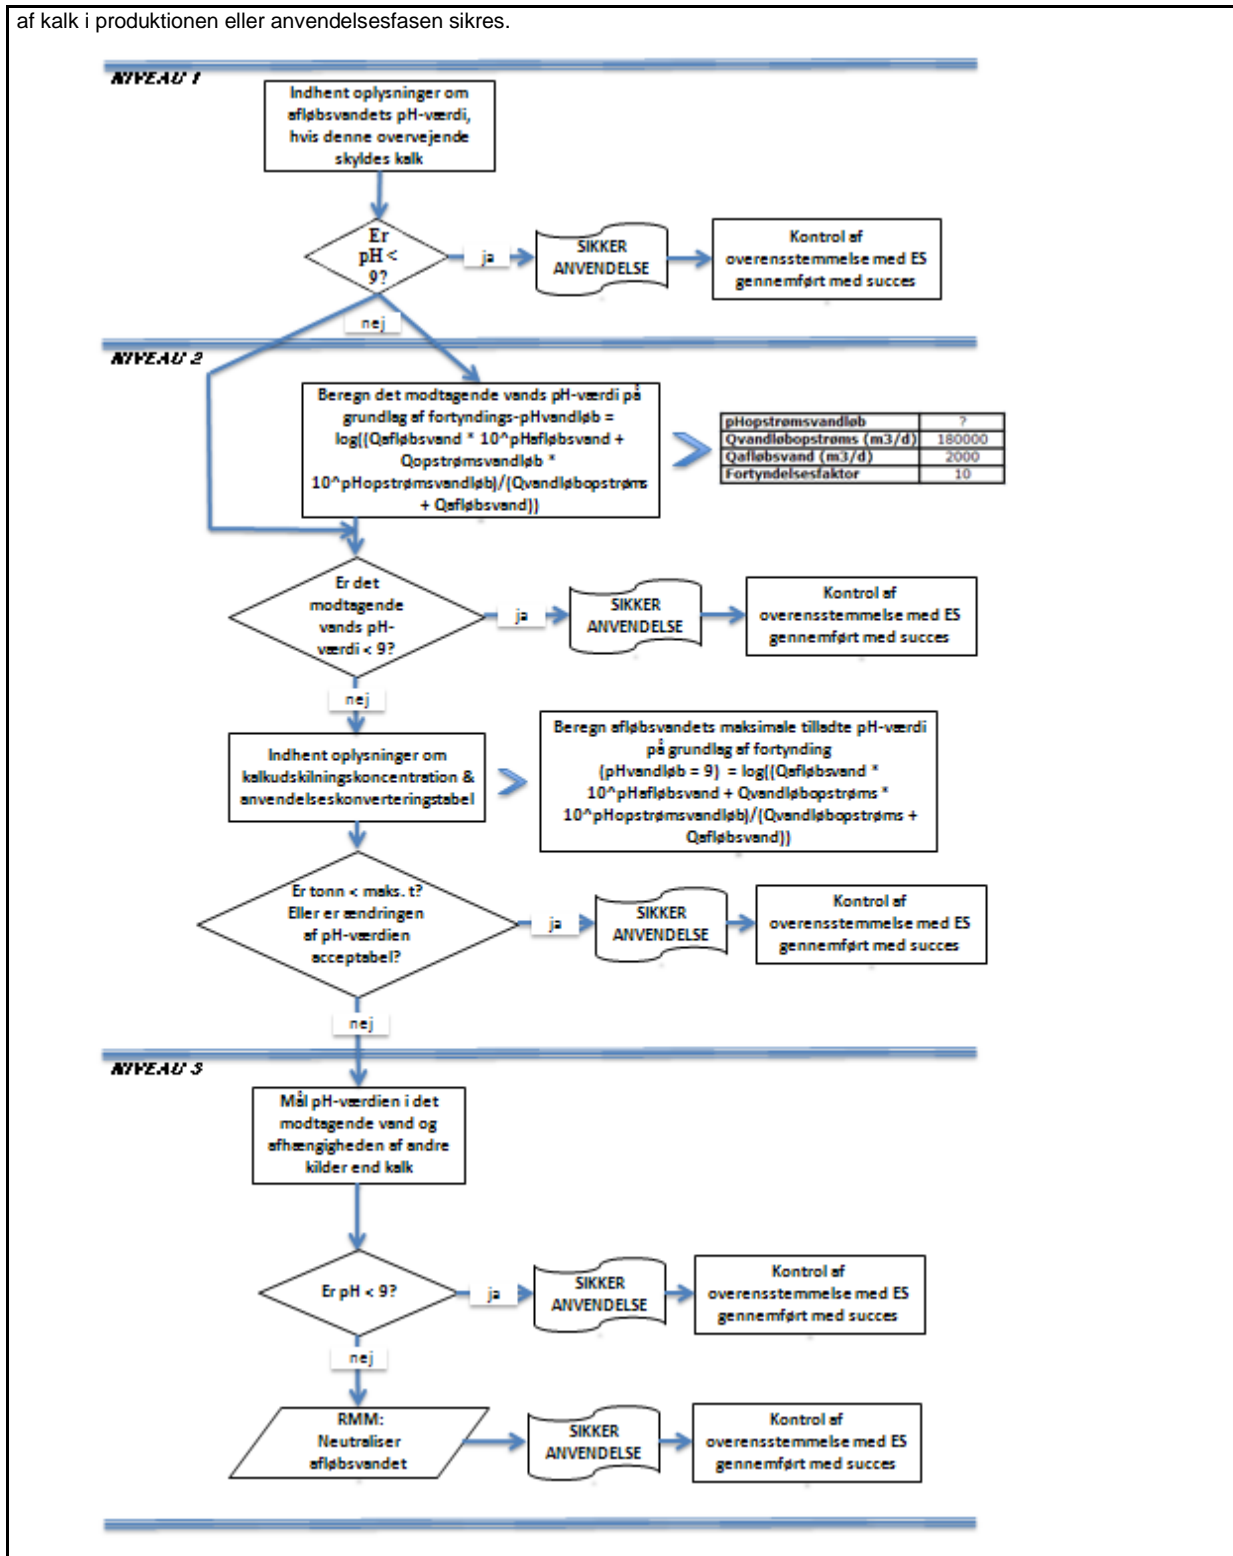 af kalk i produktionen eller anvendelsesfasen sikres.
NIVEAU 1
Indhent oplysninger om
afløbsvandets pH-værdi,
hvis denne overvejende
skyldes kalk
Er
pH <
9?
ja
SIKKER
ANVENDELSE
Kontrol af
overensstemmelse med ES
gennemført med succes
nej
NIVEAU 2
Beregn det modtagende vands pH-værdi på
grundlag af fortyndings-pHvandløb =
log((Qafløbsvand * 10^pHafløbsvand +
Qopstrømsvandløb *
10^pHopstrømsvandløb)/(Qvandløbopstrøms
+ Qafløbsvand))
pHopstrømsvandløb ?
Qvandløbopstrøms (m3/d) 180000
Qafløbsvand (m3/d) 2000
Fortyndelsesfaktor 10
Er det
modtagende
vands pH-
værdi < 9?
ja
SIKKER
ANVENDELSE
Kontrol af
overensstemmelse med ES
gennemført med succes
nej
Indhent oplysninger om
kalkudskilningskoncentration &
anvendelseskonverteringstabel
Beregn afløbsvandets maksimale tilladte pH-værdi
på grundlag af fortynding
(pHvandløb = 9) = log((Qafløbsvand *
10^pHafløbsvand + Qvandløbopstrøms *
10^pHopstrømsvandløb)/(Qvandløbopstrøms +
Qafløbsvand))
Er tonn < maks. t?
Eller er ændringen
af pH-værdien
acceptabel?
ja
SIKKER
ANVENDELSE
Kontrol af
overensstemmelse med ES
gennemført med succes
nej
NIVEAU 3
Mål pH-værdien i det
modtagende vand og
afhængigheden af andre
kilder end kalk
Er pH < 9?
ja
SIKKER
ANVENDELSE
Kontrol af
overensstemmelse med ES
gennemført med succes
nej
RMM:
Neutraliser
afløbsvandet
SIKKER
ANVENDELSE
Kontrol af
overensstemmelse med ES
gennemført med succes